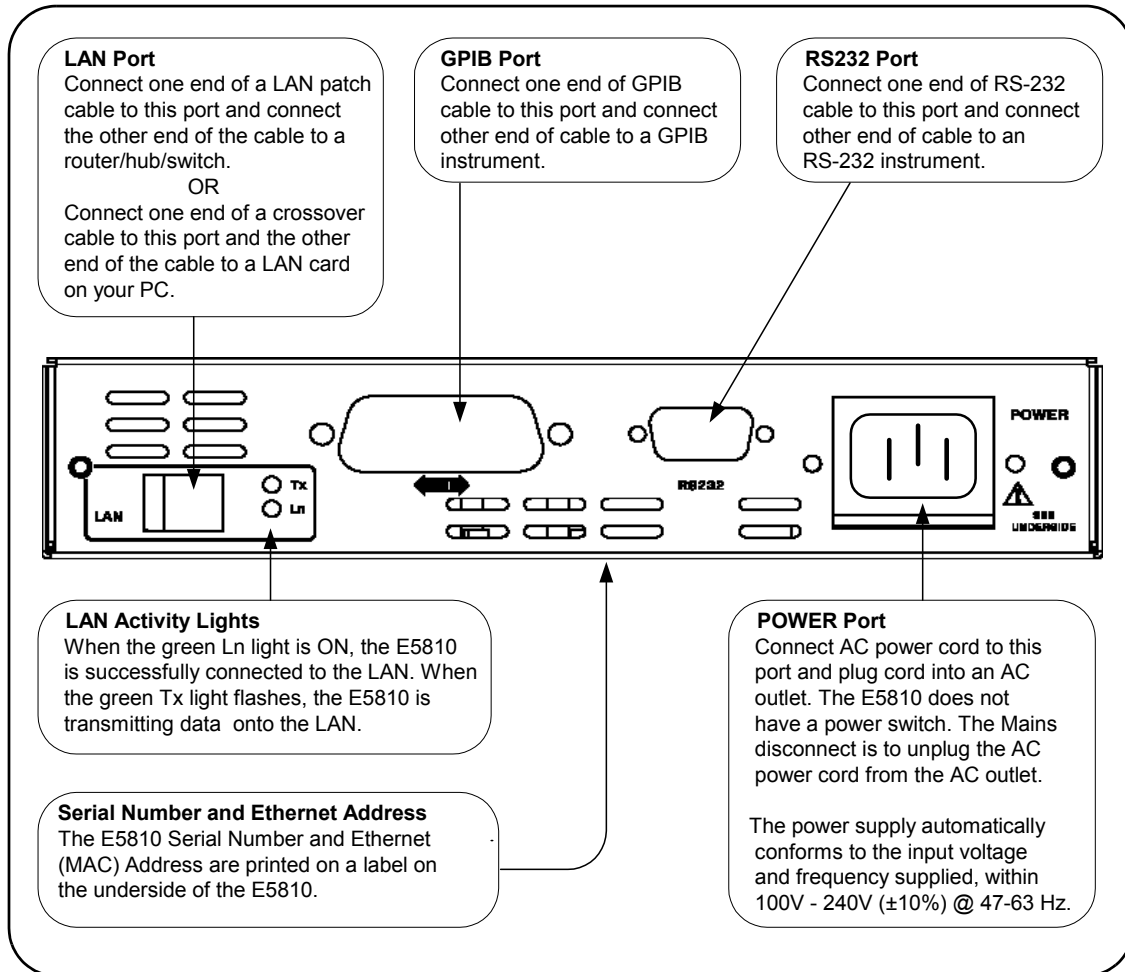 LAN Port
Connect one end of a LAN patch
cable to this port and connect
the other end of the cable to a
router/hub/switch.
OR
Connect one end of a crossover
cable to this port and the other
end of the cable to a LAN card
on your PC.
GPIB Port
Connect one end of GPIB
cable to this port and connect
other end of cable to a GPIB
instrument.
RS232 Port
Connect one end of RS-232
cable to this port and connect
other end of cable to an
RS-232 instrument.
POWER
Tx
Ln
LAN
RS232
SEE
UNDERSIDE
LAN Activity Lights
When the green Ln light is ON, the E5810
is successfully connected to the LAN. When
the green Tx light flashes, the E5810 is
transmitting data  onto the LAN.
Serial Number and Ethernet Address
The E5810 Serial Number and Ethernet
(MAC) Address are printed on a label on
the underside of the E5810.
POWER Port
Connect AC power cord to this
port and plug cord into an AC
outlet. The E5810 does not
have a power switch. The Mains
disconnect is to unplug the AC
power cord from the AC outlet.
The power supply automatically
conforms to the input voltage
and frequency supplied, within
100V - 240V (±10%) @ 47-63 Hz.